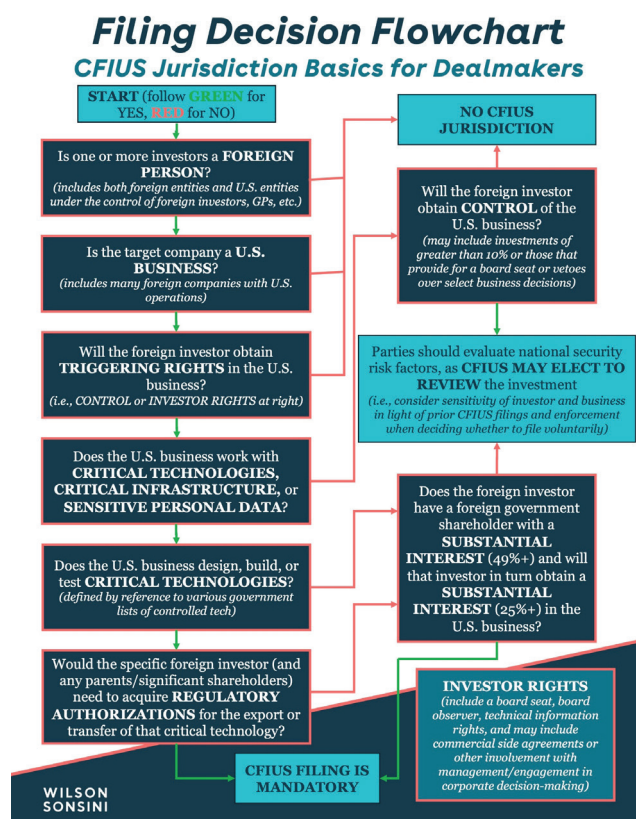 Filing Decision Flowchart
CFIUS Jurisdiction Basics for Dealmakers
START (follow GREEN for
YES, RED for NO)
Is one or more investors a FOREIGN
PERSON?
(includes both foreign entities and U.S. entities
under the control of foreign investors, GPs, etc.)
Is the target company a U.S.
BUSINESS?
(includes many foreign companies with U.S.
operations)
Will the foreign investor obtain
TRIGGERING RIGHTS in the U.S.
business?
(i.e., CONTROL or INVESTOR RIGHTS at right)
Does the U.S. business work with
CRITICAL TECHNOLOGIES,
CRITICAL INFRASTRUCTURE, or
SENSITIVE PERSONAL DATA?
Does the U.S. business design, build, or
test CRITICAL TECHNOLOGIES?
(defined by reference to various government
lists of controlled tech)
Would the specific foreign investor (and
any parents/significant shareholders)
need to acquire REGULATORY
AUTHORIZATIONS for the export or
transfer of that critical technology?
NO CFIUS
JURISDICTION
Will the foreign investor
obtain CONTROL of the
U.S. business?
(may include investments of
greater than 10% or those that
provide for a board seat or vetoes
over select business decisions)
Parties should evaluate national security
risk factors, as CFIUS MAY ELECT TO
REVIEW the investment
(i.e., consider sensitivity of investor and business
in light of prior CFIUS filings and enforcement
when deciding whether to file voluntarily)
Does the foreign investor
have a foreign government
shareholder with a
SUBSTANTIAL
INTEREST (49%+) and will
that investor in turn obtain a
SUBSTANTIAL
INTEREST (25%+) in the
U.S. business?
INVESTOR RIGHTS
(include a board seat, board
observer, technical information
rights, and may include
commercial side agreements or
other involvement with
management/engagement in
corporate decision-making)
CFIUS FILING IS
MANDATORY
WILSON
SONSINI